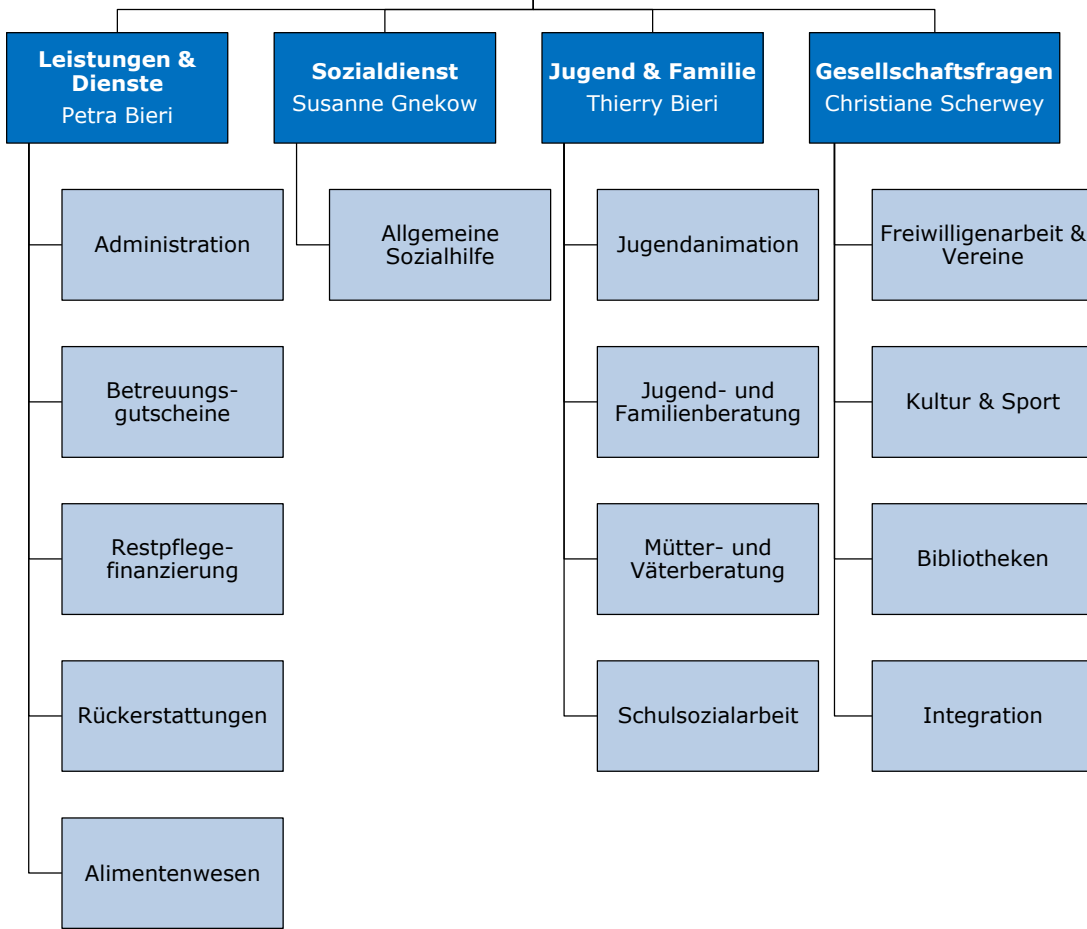 Leistungen &
Dienste
Petra Bieri
Sozialdienst
Susanne Gnekow
Jugend & Familie
Thierry Bieri
Gesellschaftsfragen
Christiane Scherwey
Administration
Betreuungs-
gutscheine
Restpflege-
finanzierung
Rückerstattungen
Alimentenwesen
Allgemeine
Sozialhilfe
Jugendanimation
Jugend- und
Familienberatung
Mütter- und
Väterberatung
Schulsozialarbeit
Freiwilligenarbeit &
Vereine
Kultur & Sport
Bibliotheken
Integration